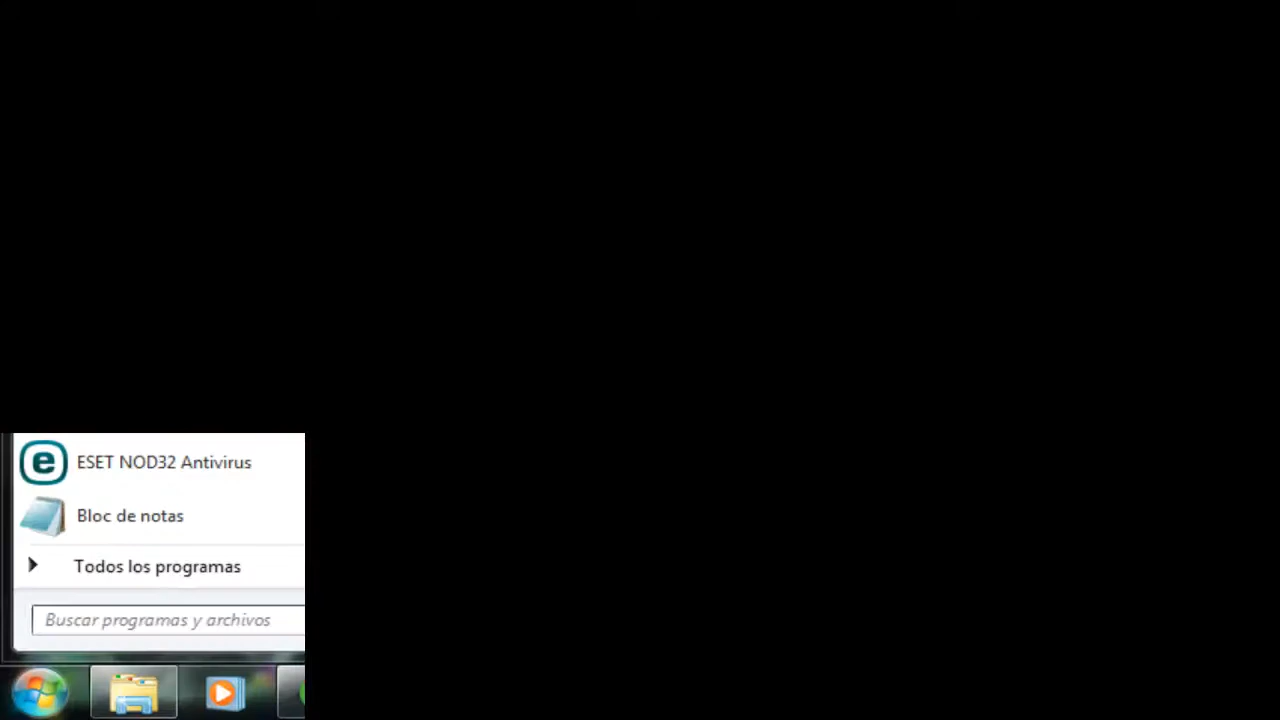 ESET NOD32 Antivirus
Bloc de notas
Todos los programas
Buscar programas y archivos